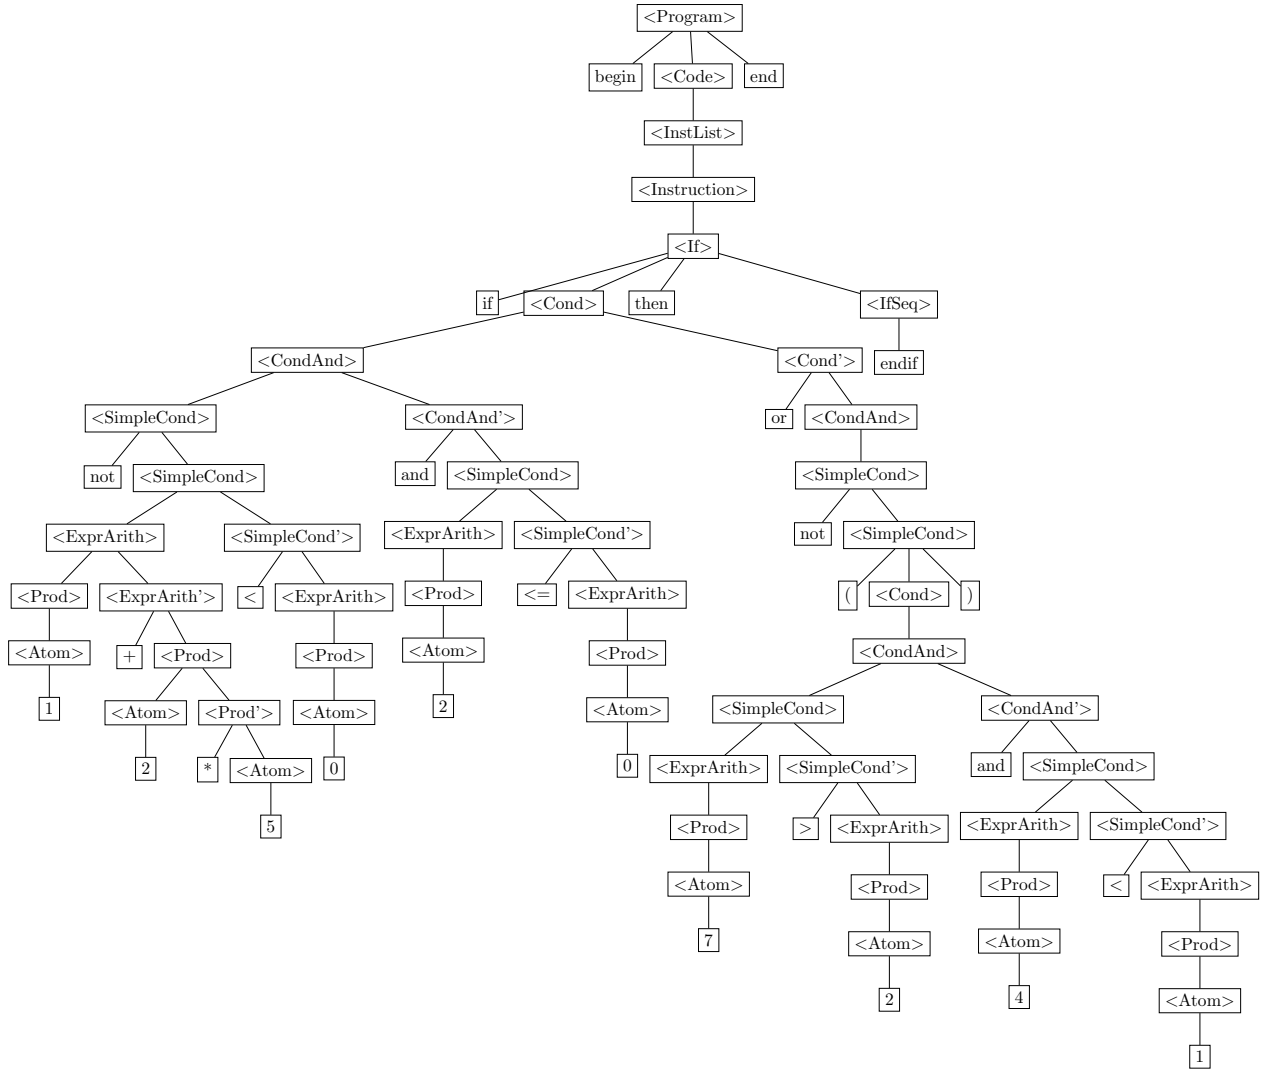 <Program>
begin <Code> end
<InstList>
<Instruction>
<If>
if <Cond> then <IfSeq>
<CondAnd> <Cond'> endif
<SimpleCond> <CondAnd'> or <CondAnd>
not <SimpleCond> and <SimpleCond> <SimpleCond>
<ExprArith> <SimpleCond'> <ExprArith> <SimpleCond'> not <SimpleCond>
<Prod> <ExprArith'> < <ExprArith> <Prod> <= <ExprArith> ( <Cond> )
<Atom> + <Prod> <Prod> <Atom> <Prod> <CondAnd>
1 <Atom> <Prod'> <Atom> 2 <Atom> <SimpleCond> <CondAnd'>
2 * <Atom> 0 0 <ExprArith> <SimpleCond'> and <SimpleCond>
5 <Prod> > <ExprArith> <ExprArith> <SimpleCond'>
<Atom> <Prod> <Prod> < <ExprArith>
7 <Atom> <Atom> <Prod>
2 4 <Atom>
1